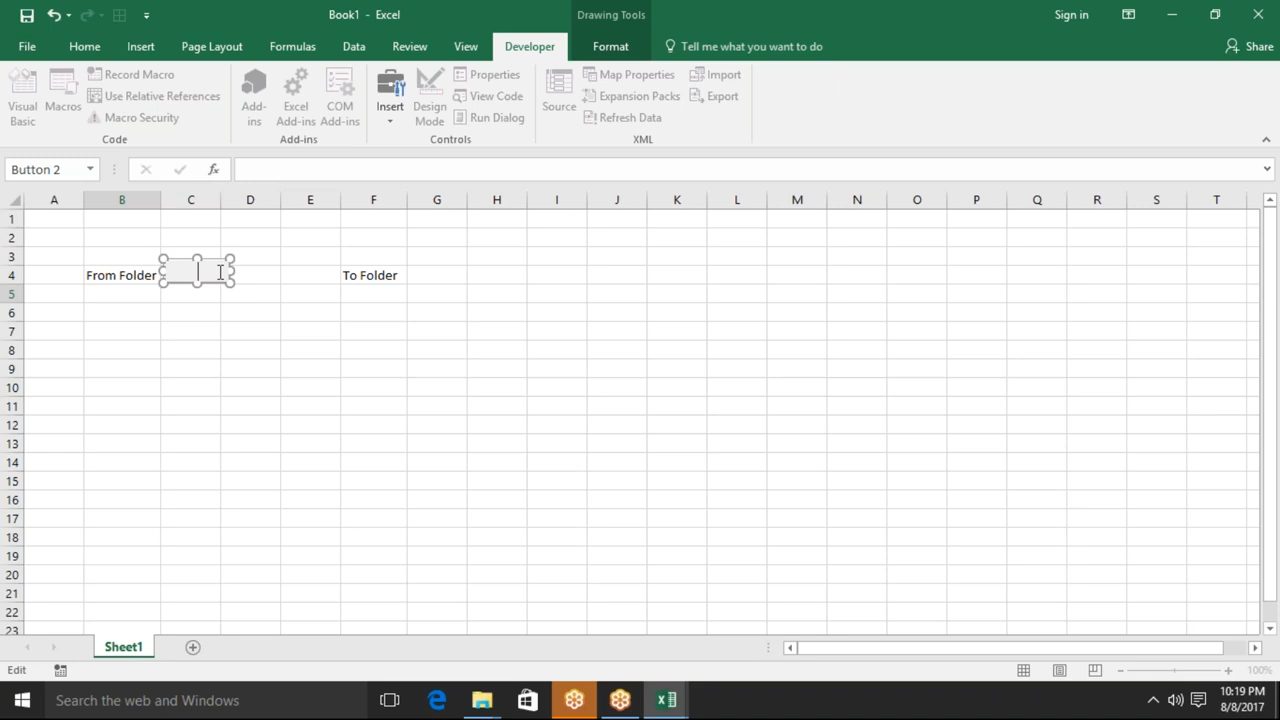 Book1 - Excel
Drawing Tools
Sign in
File Home Insert Page Layout Formulas Data Review View Developer Format Tell me what you want to do Share
Visual Basic
Macros
Record Macro
Use Relative References
Macro Security
Code
Add-ins
Excel Add-ins
COM Add-ins
Add-ins
Insert
Design Mode
Properties
View Code
Run Dialog
Controls
Source
Map Properties
Expansion Packs
Refresh Data
Import
Export
XML
Button 2
fx
A B C D E F G H I J K L M N O P Q R S T
1
2
3
4 From Folder To Folder
5
6
7
8
9
10
11
12
13
14
15
16
17
18
19
20
21
22
23
Sheet1
Edit
100%
Search the web and Windows
10:19 PM
8/8/2017